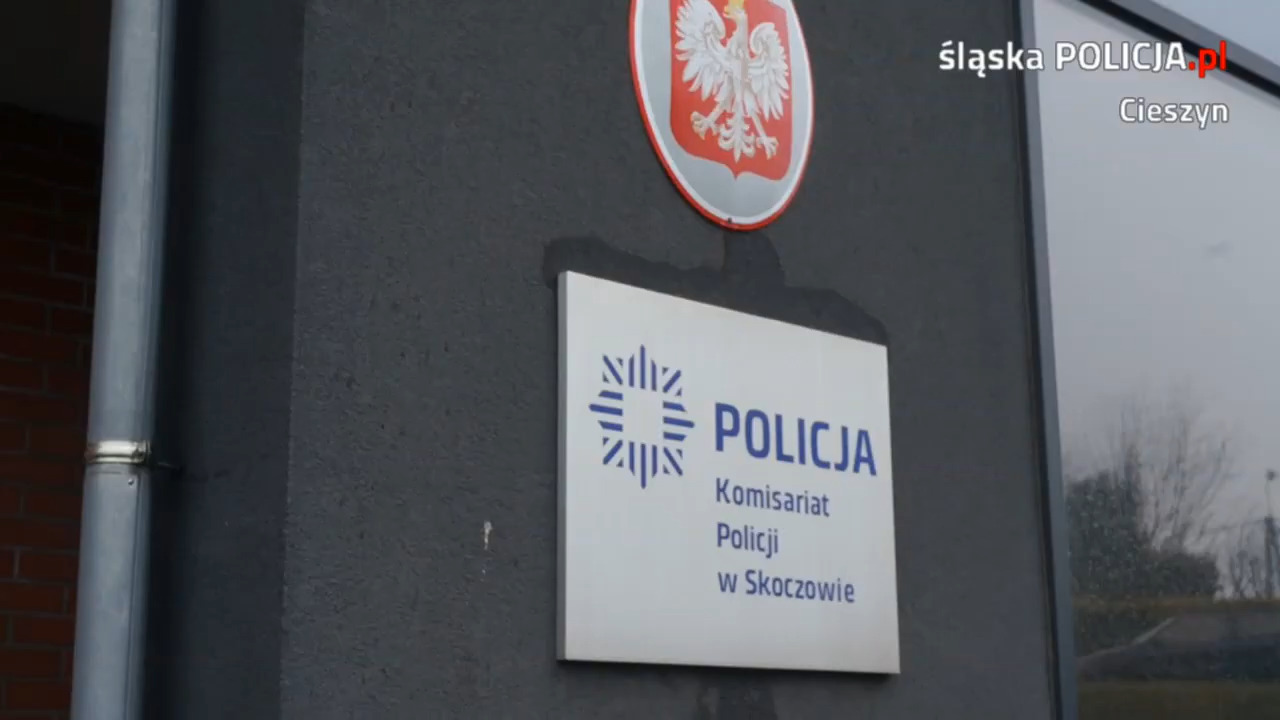 śląska POLICJA.pl
Cieszyn
POLICJA
Komisariat
Policji
w Skoczowie